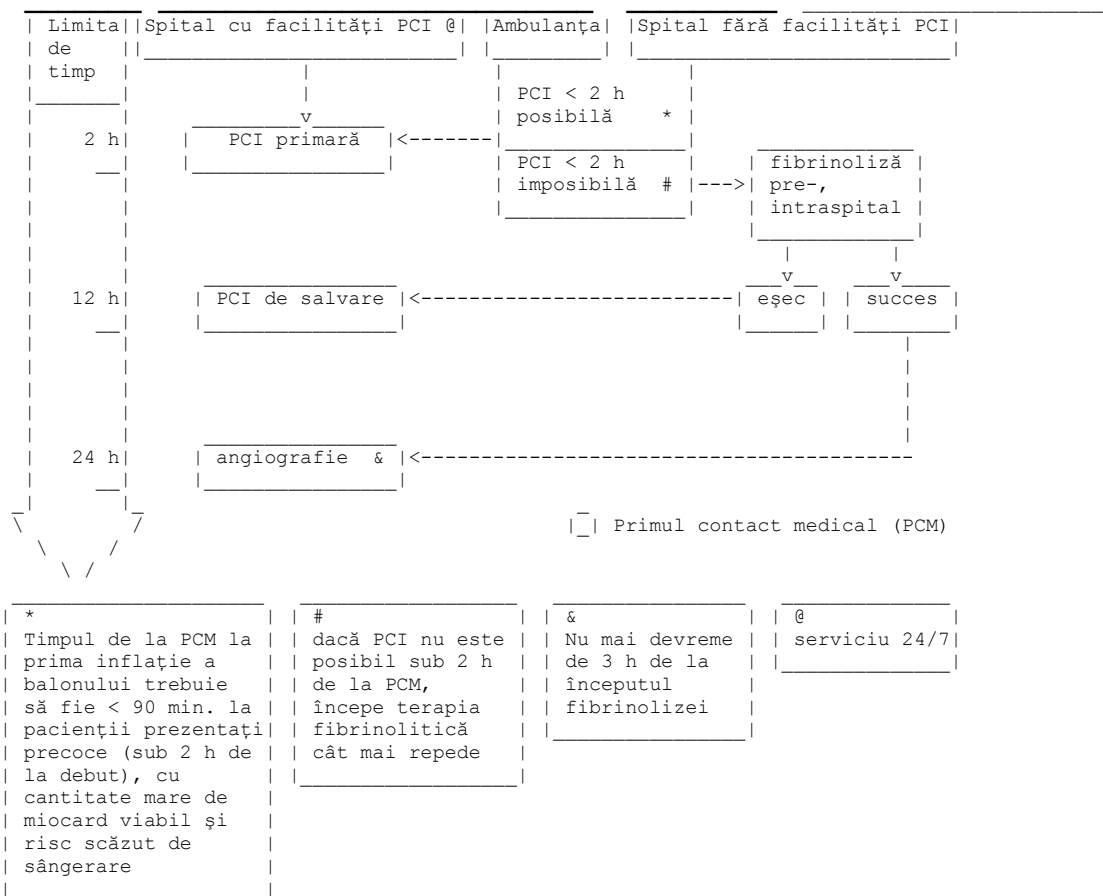 Limita Spital cu facilităţi PCI @ Ambulanţa Spital fără facilităţi PCI
de
timp
PCI < 2 h
posibilă *
2 h PCI primară
PCI < 2 h fibrinoliză
imposibilă # pre-,
intraspital
12 h PCI de salvare eşec succes
24 h angiografie &
Primul contact medical (PCM)
* # & @
Timpul de la PCM la dacă PCI nu este Nu mai devreme serviciu 24/7
prima inflaţie a posibil sub 2 h de 3 h de la
balonului trebuie de la PCM, începutul
să fie < 90 min. la începe terapia fibrinolizei
pacienţii prezentaţi fibrinolitică
precoce (sub 2 h de cât mai repede
la debut), cu
cantitate mare de
miocard viabil şi
risc scăzut de
sângerare